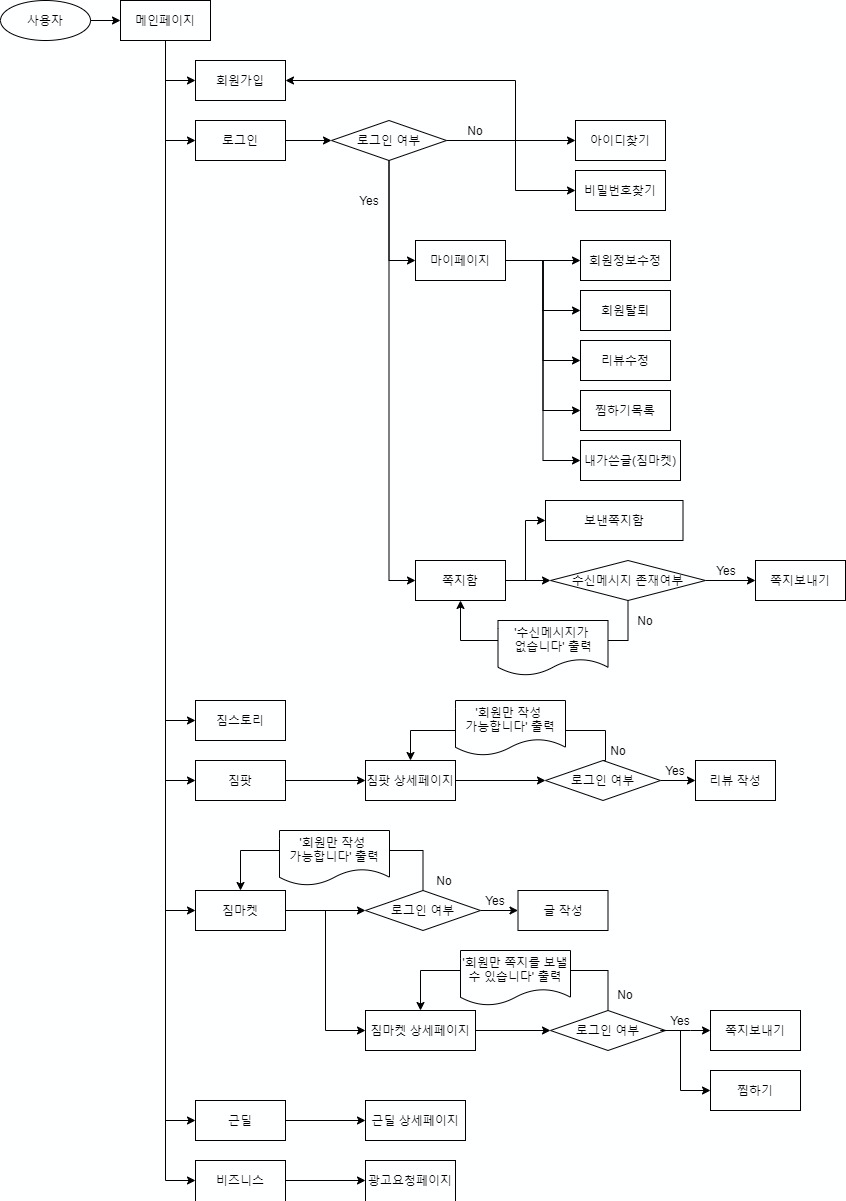 사용자
메인페이지
회원가입
로그인
로그인 여부
No
아이디찾기
비밀번호찾기
Yes
마이페이지
회원정보수정
회원탈퇴
리뷰수정
찜하기목록
내가쓴글(짐마켓)
보낸쪽지함
쪽지함
수신메시지 존재여부
Yes
쪽지보내기
No
'수신메시지가
없습니다' 출력
짐스토리
'회원만 작성
가능합니다' 출력
No
짐팟
짐팟 상세페이지
로그인 여부
Yes
리뷰 작성
'회원만 작성
가능합니다' 출력
No
짐마켓
로그인 여부
Yes
글 작성
'회원만 쪽지를 보낼
수 있습니다' 출력
No
짐마켓 상세페이지
로그인 여부
Yes
쪽지보내기
찜하기
근딜
근딜 상세페이지
비즈니스
광고요청페이지